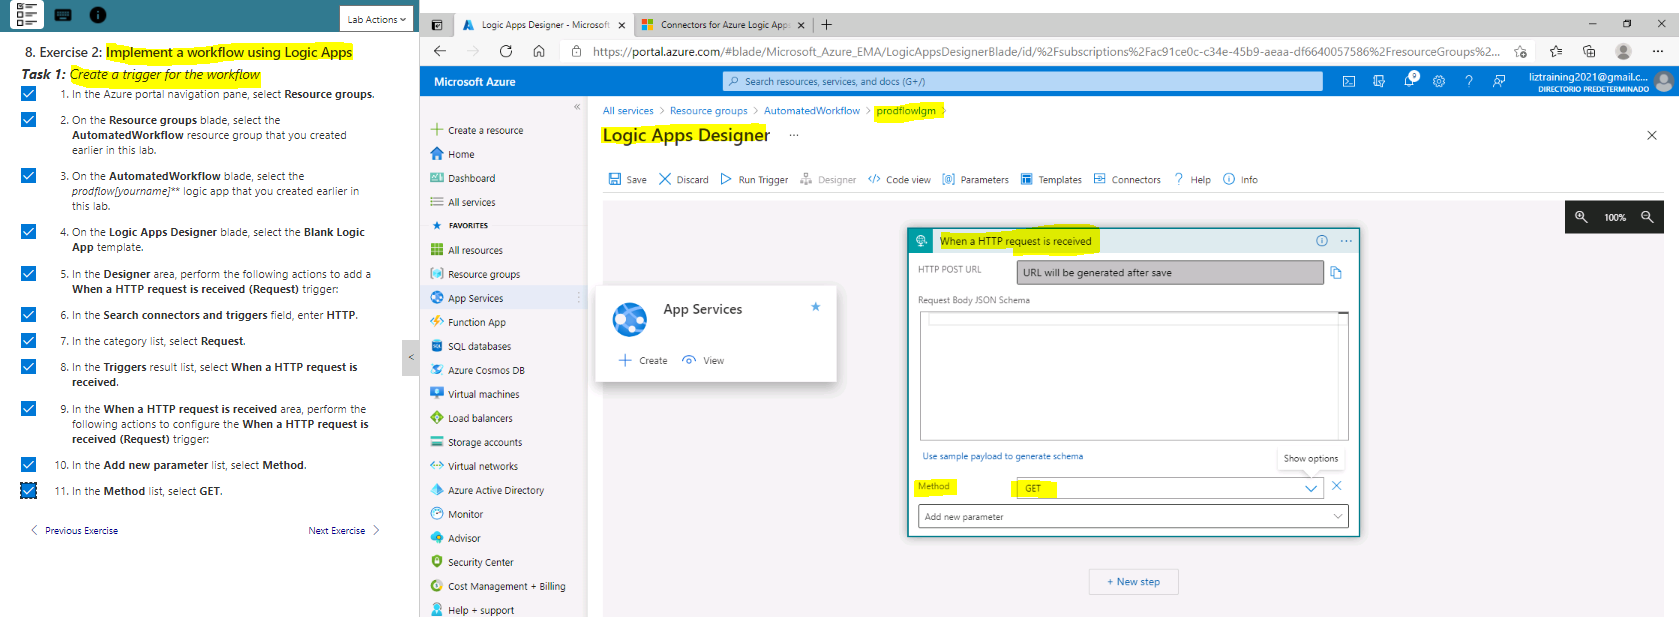 Lab Actions
8. Exercise 2: Implement a workflow using Logic Apps
Task 1: Create a trigger for the workflow
1. In the Azure portal navigation pane, select Resource groups.
2. On the Resource groups blade, select the
AutomatedWorkflow resource group that you created
earlier in this lab.
3. On the AutomatedWorkflow blade, select the
prodflow[yourname]** logic app that you created earlier in
this lab.
4. On the Logic Apps Designer blade, select the Blank Logic
App template.
5. In the Designer area, perform the following actions to add a
When a HTTP request is received (Request) trigger:
6. In the Search connectors and triggers field, enter HTTP.
7. In the category list, select Request.
8. In the Triggers result list, select When a HTTP request is
received.
9. In the When a HTTP request is received area, perform the
following actions to configure the When a HTTP request is
received (Request) trigger:
10. In the Add new parameter list, select Method.
11. In the Method list, select GET.
< Previous Exercise
Next Exercise >
<
Logic Apps Designer - Microsoft
Connectors for Azure Logic App
https://portal.azure.com/#blade/Microsoft_Azure_EMA/LogicAppsDesignerBlade/id/%2Fsubscriptions%2Fac91ce0c-c34e-45b9-aeaa-df6640057586%2FresourceGroups%2...
Microsoft Azure
Search resources, services, and docs (G+/)
liztraining2021@gmail.c...
DIRECTORIO PREDETERMINADO
Create a resource
Home
Dashboard
All services
FAVORITES
All resources
Resource groups
App Services
Function App
SQL databases
Azure Cosmos DB
Virtual machines
Load balancers
Storage accounts
Virtual networks
Azure Active Directory
Monitor
Advisor
Security Center
Cost Management + Billing
Help + support
App Services
Create
View
All services > Resource groups > AutomatedWorkflow > prodflowlgm >
Logic Apps Designer ...
Save
Discard
Run Trigger
Designer
Code view
Parameters
Templates
Connectors
Help
Info
100%
When a HTTP request is received
HTTP POST URL
URL will be generated after save
Request Body JSON Schema
Use sample payload to generate schema
Show options
Method
GET
Add new parameter
+ New step